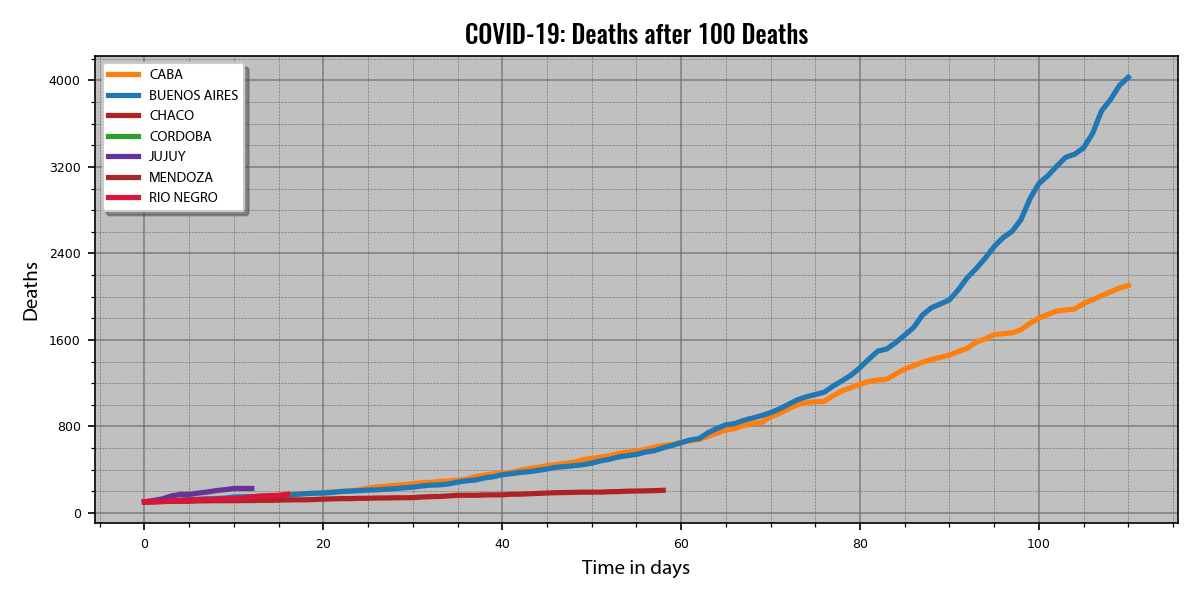 COVID-19: Deaths after 100 Deaths
CABA
BUENOS AIRES
CHACO
CORDOBA
JUJUY
MENDOZA
RIO NEGRO
Deaths
4000
3200
2400
1600
800
0
0 20 40 60 80 100
Time in days